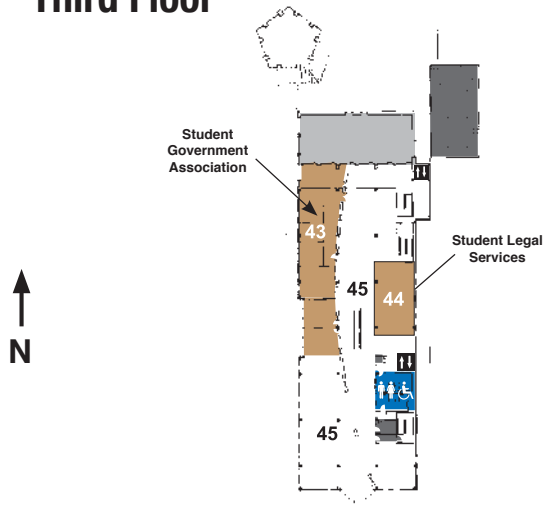 Third Floor
Student
Government
Association
43
Student Legal
Services
45
44
N
45